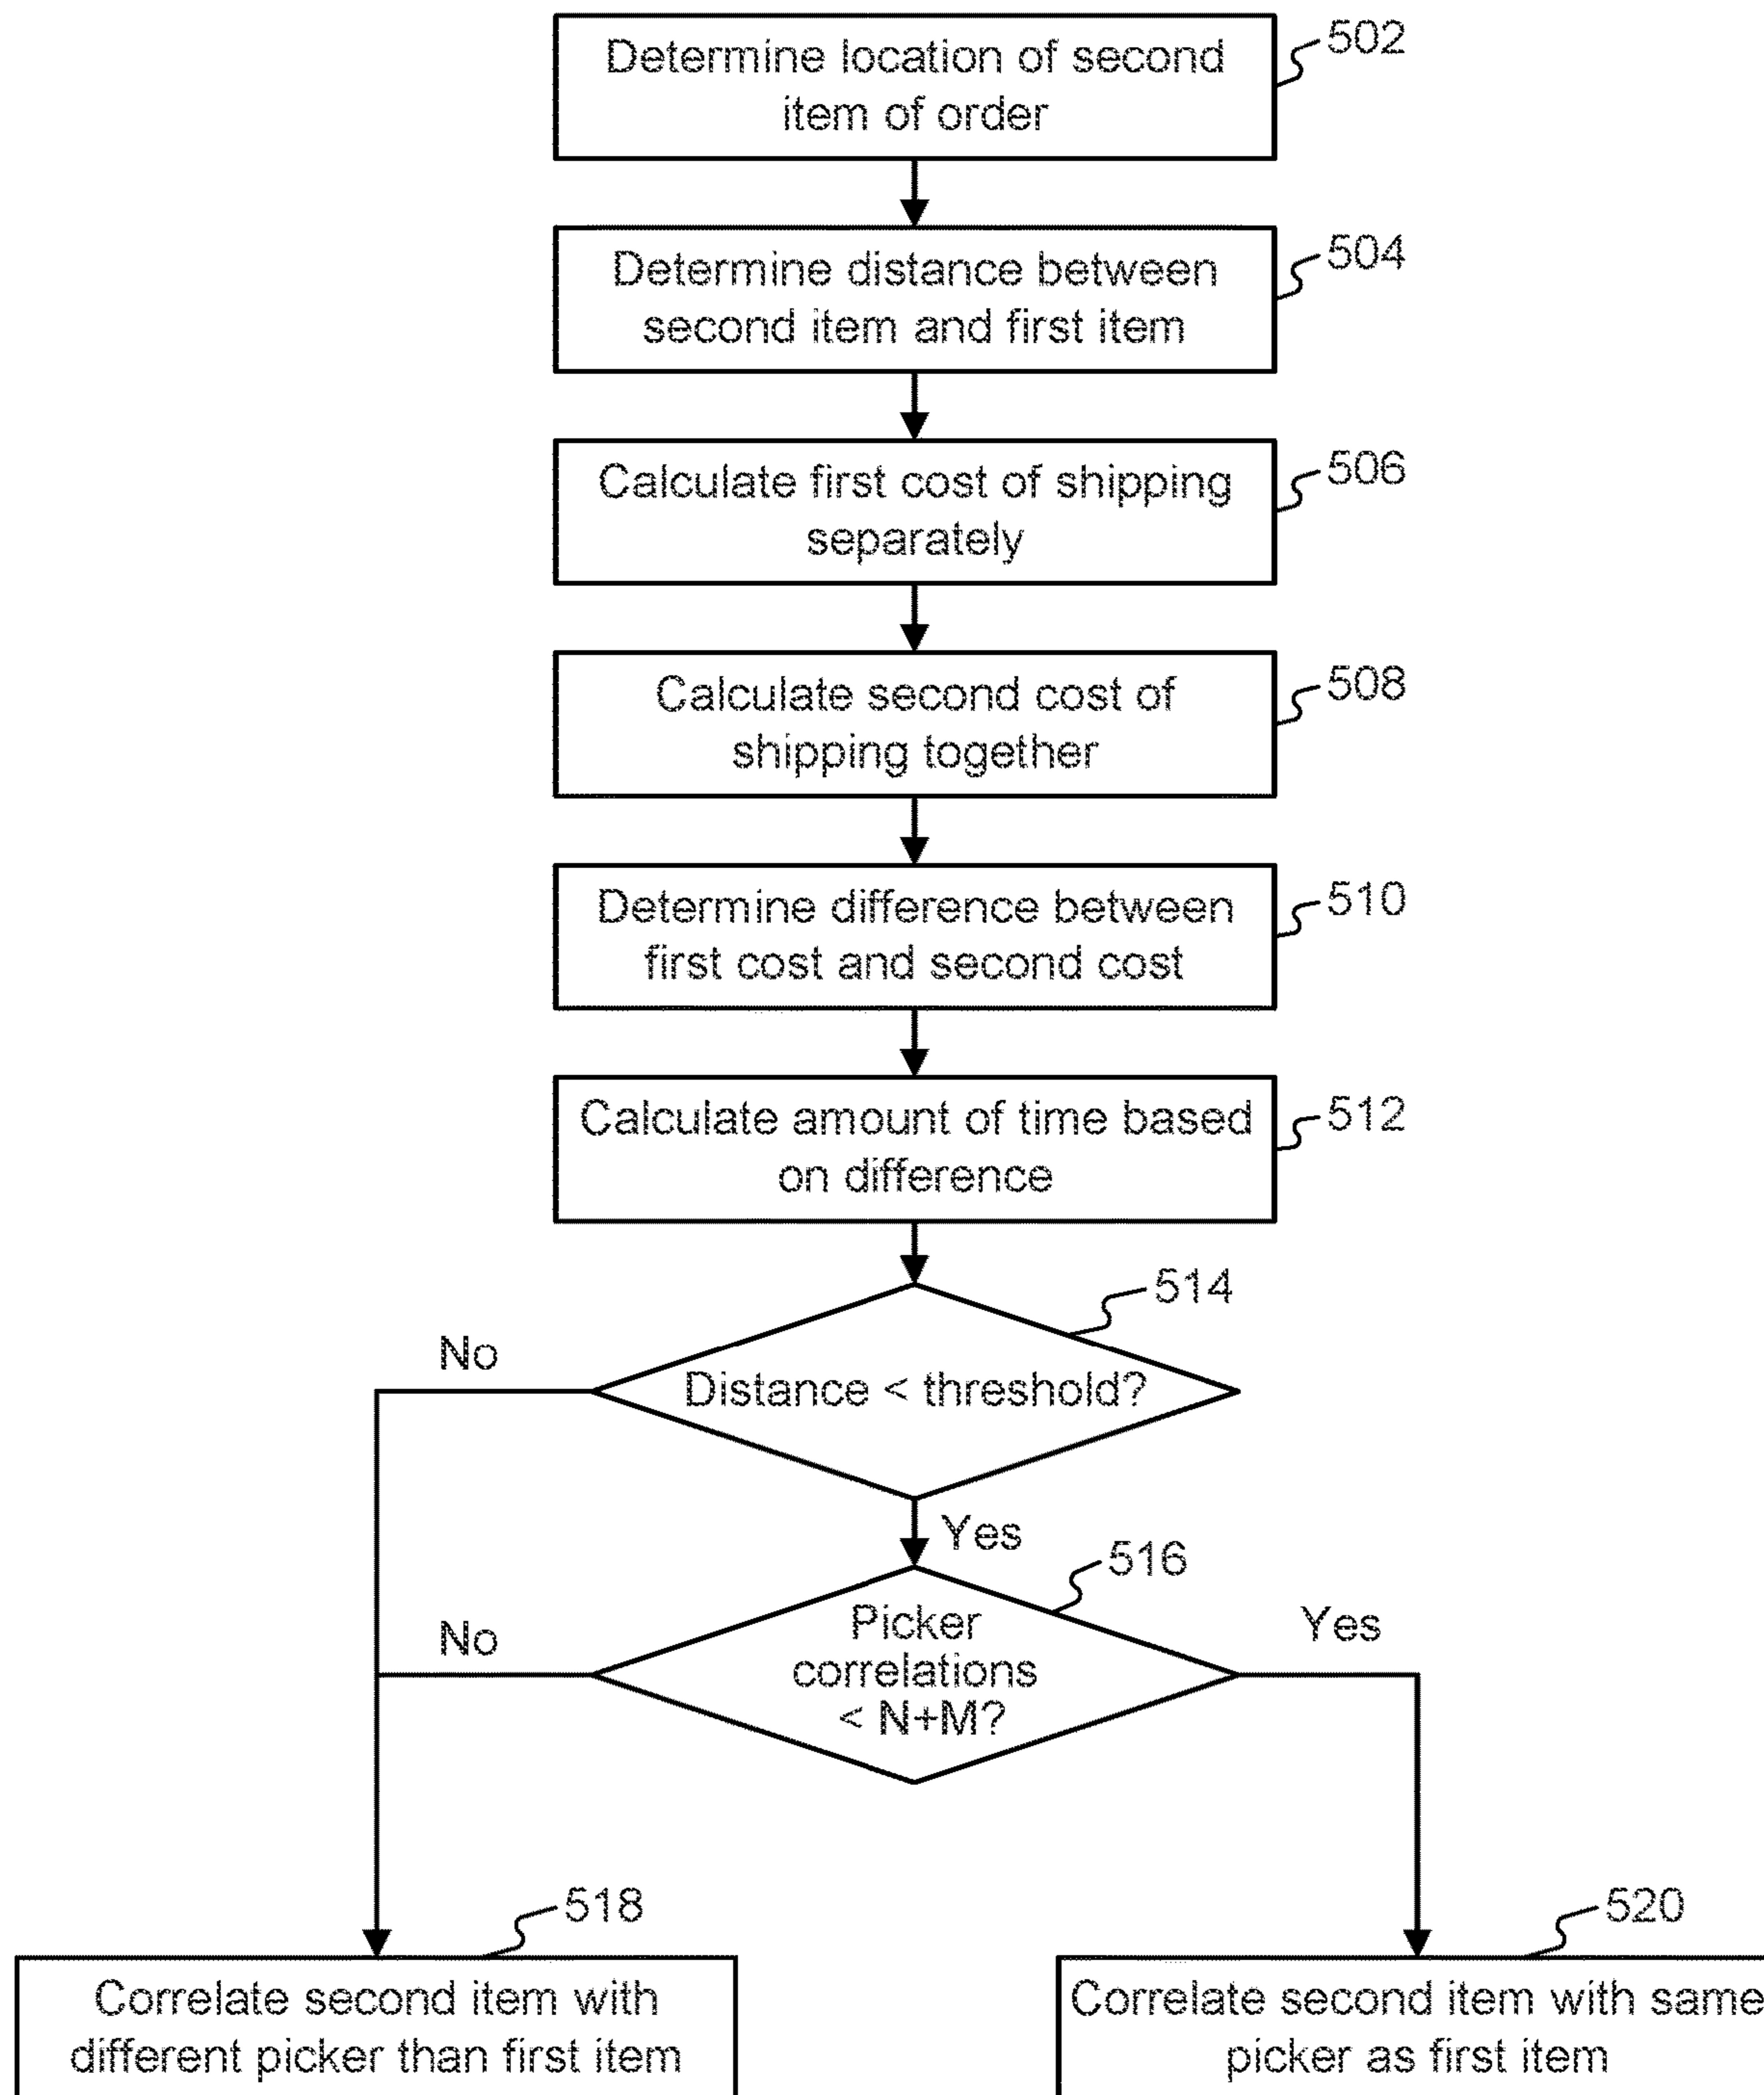 Determine location of second
item of order
502
Determine distance between
second item and first item
504
Calculate first cost of shipping
separately
506
Calculate second cost of
shipping together
508
Determine difference between
first cost and second cost
510
Calculate amount of time based
on difference
512
514
No
Distance < threshold?
Yes
516
No
Picker
correlations
< N+M?
Yes
518
Correlate second item with
different picker than first item
520
Correlate second item with same
picker as first item